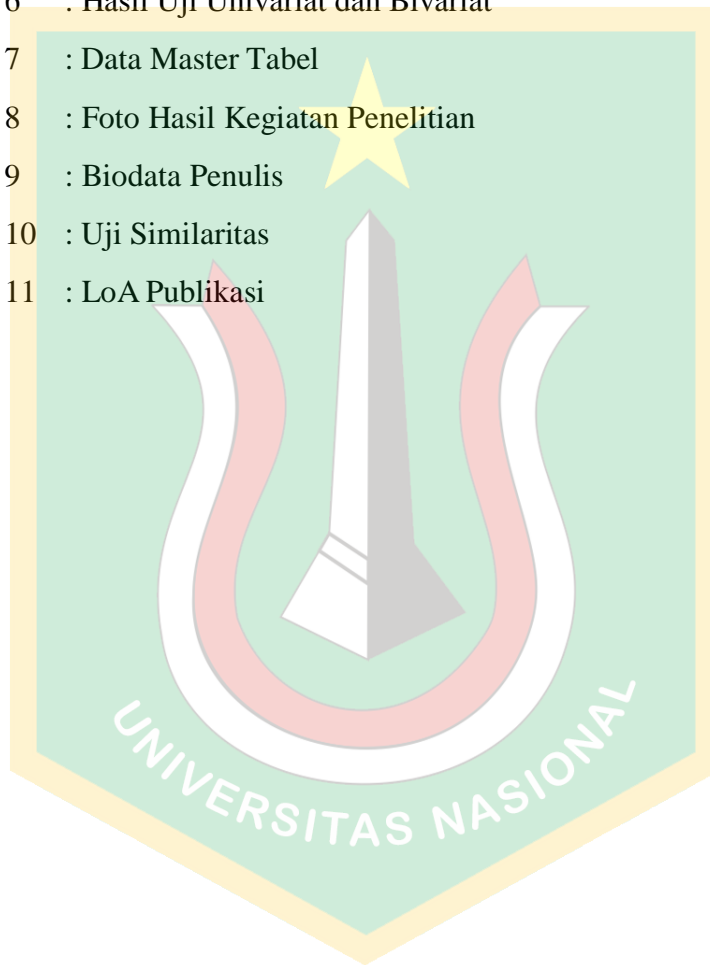 6 : Hasil Uji Univariat dan Bivariat
7 : Data Master Tabel
8 : Foto Hasil Kegiatan Penelitian
9 : Biodata Penulis
10 : Uji Similaritas
11 : LoA Publikasi
UNIVERSITAS NASIONAL